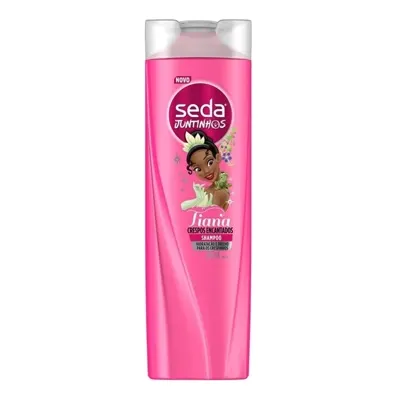 NOVO
seda
JUNTINHOS
Tiana
CRESPOS ENCANTADOS
SHAMPOO